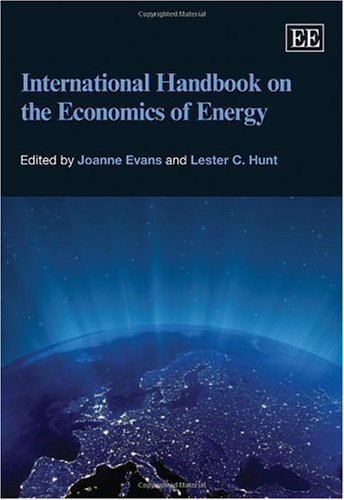 Copyrighted Material
EE
International Handbook on
the Economics of Energy
Edited by Joanne Evans and Lester C. Hunt
Copyrighted Material